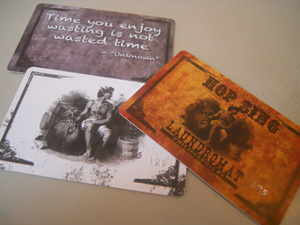 Time you enjoy
wasting is not
wasted time
- "Unknown"
HOP SING
LAUNDROMAT